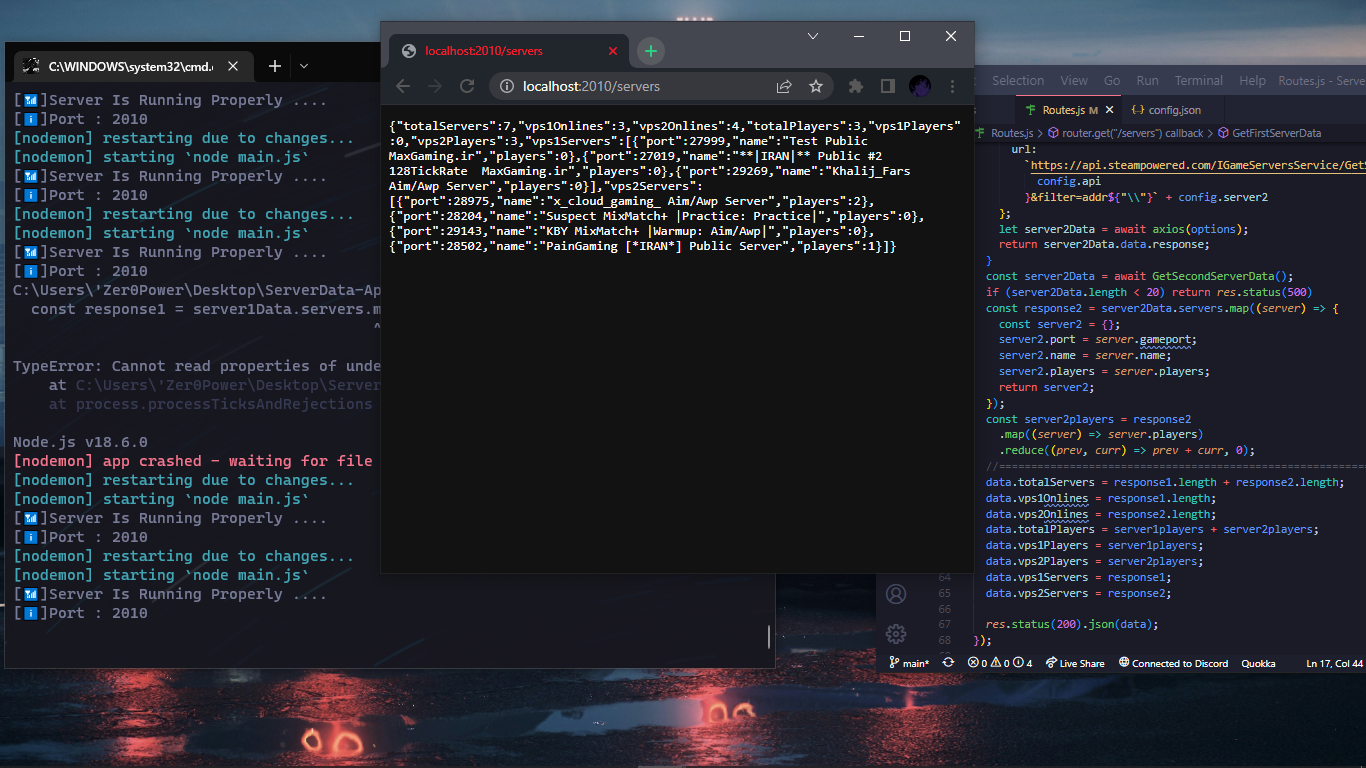 C:\WINDOWS\system32\cmd.
[📶]Server Is Running Properly ....
[ℹ️]Port : 2010
[nodemon] restarting due to changes...
[nodemon] starting `node main.js`
[📶]Server Is Running Properly ....
[ℹ️]Port : 2010
[nodemon] restarting due to changes...
[nodemon] starting `node main.js`
[📶]Server Is Running Properly ....
[ℹ️]Port : 2010
C:\Users\'Zer0Power\Desktop\ServerData-Ap
const response1 = server1Data.servers.m
^
TypeError: Cannot read properties of unde
at C:\Users\'Zer0Power\Desktop\Server
at process.processTicksAndRejections
Node.js v18.6.0
[nodemon] app crashed - waiting for file
[nodemon] restarting due to changes...
[nodemon] starting `node main.js`
[📶]Server Is Running Properly ....
[ℹ️]Port : 2010
[nodemon] restarting due to changes...
[nodemon] starting `node main.js`
[📶]Server Is Running Properly ....
[ℹ️]Port : 2010
localhost:2010/servers
localhost:2010/servers
{"totalServers":7,"vps1Onlines":3,"vps2Onlines":4,"totalPlayers":3,"vps1Players"
:0,"vps2Players":3,"vps1Servers":[{"port":27999,"name":"Test Public
MaxGaming.ir","players":0},{"port":27019,"name":"**|IRAN|** Public #2
128TickRate  MaxGaming.ir","players":0},{"port":29269,"name":"Khalij_Fars
Aim/Awp Server","players":0}],"vps2Servers":
[{"port":28975,"name":"x_cloud_gaming_ Aim/Awp Server","players":2},
{"port":28204,"name":"Suspect MixMatch+ |Practice: Practice|","players":0},
{"port":29143,"name":"KBY MixMatch+ |Warmup: Aim/Awp|","players":0},
{"port":28502,"name":"PainGaming [*IRAN*] Public Server","players":1}]}
Selection View Go Run Terminal Help Routes.js - Serve
Routes.js M config.json
Routes.js > router.get("/servers") callback > GetFirstServerData
url:
`https://api.steampowered.com/IGameServersService/GetS
config.api
}&filter=addr${"\\"}` + config.server2
};
let server2Data = await axios(options);
return server2Data.data.response;
}
const server2Data = await GetSecondServerData();
if (server2Data.length < 20) return res.status(500)
const response2 = server2Data.servers.map((server) => {
const server2 = {};
server2.port = server.gameport;
server2.name = server.name;
server2.players = server.players;
return server2;
});
const server2players = response2
.map((server) => server.players)
.reduce((prev, curr) => prev + curr, 0);
//=====================================================
data.totalServers = response1.length + response2.length;
data.vps1Onlines = response1.length;
data.vps2Onlines = response2.length;
data.totalPlayers = server1players + server2players;
data.vps1Players = server1players;
data.vps2Players = server2players;
64 data.vps1Servers = response1;
65 data.vps2Servers = response2;
66
67 res.status(200).json(data);
68 });
main* 0 0 4 Live Share Connected to Discord Quokka Ln 17, Col 44